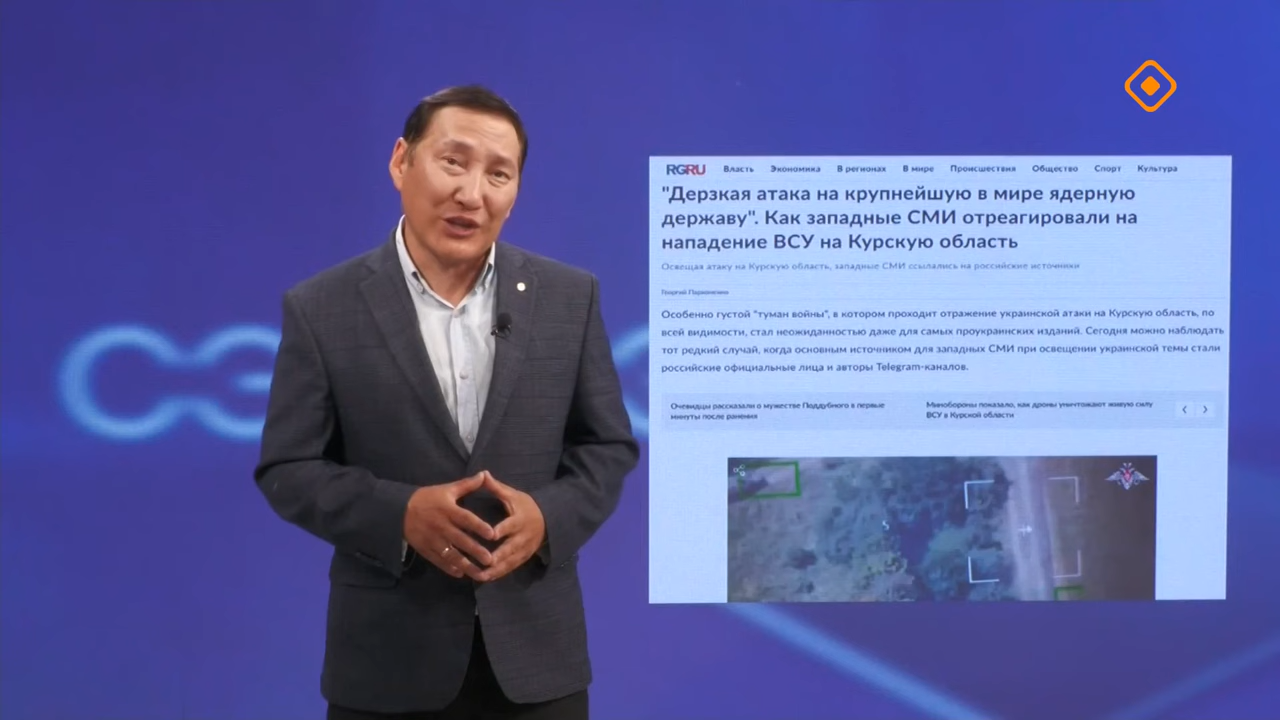 СЭ
RGRU Власть Экономика В регионах В мире Происшествия Общество Спорт Культура
"Дерзкая атака на крупнейшую в мире ядерную
державу". Как западные СМИ отреагировали на
нападение ВСУ на Курскую область
Освещая атаку на Курскую область, западные СМИ ссылались на российские источники
Георгий
Особенно густой "туман войны", в котором проходит отражение украинской атаки на Курскую область, по
всей видимости, стал неожиданностью даже для самых проукраинских изданий. Сегодня можно наблюдать
тот редкий случай, когда основным источником для западных СМИ при освещении украинской темы стали
российские официальные лица и авторы Telegram-каналов.
Очевидцы рассказали о мужестве Поддубного в первые
минуты после ранения
Минобороны показало, как дроны уничтожают живую силу
ВСУ в Курской области